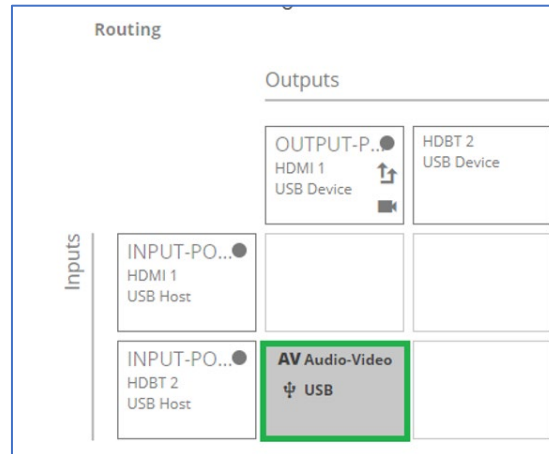 Routing
Outputs
OUTPUT-P...
HDMI 1
USB Device
HDBT 2
USB Device
Inputs
INPUT-PO...
HDMI 1
USB Host
INPUT-PO...
HDBT 2
USB Host
AV Audio-Video
USB